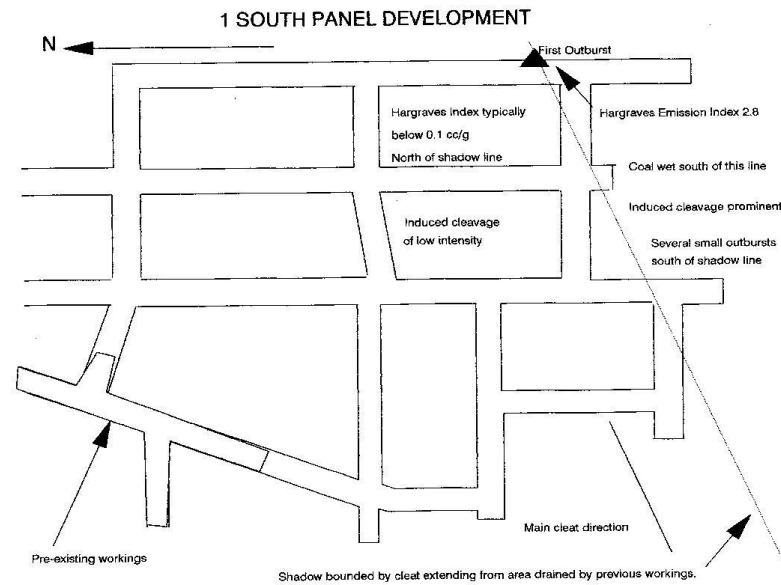 1 SOUTH PANEL DEVELOPMENT
N
First Outburst
Hargraves Index typically
below 0.1 cc/g
North of shadow line
Hargraves Emission Index 2.8
Coal wet south of this line
Induced cleavage prominent
Induced cleavage
of low intensity
Several small outbursts
south of shadow line
Main cleat direction
Pre-existing workings
Shadow bounded by cleat extending from area drained by previous workings.